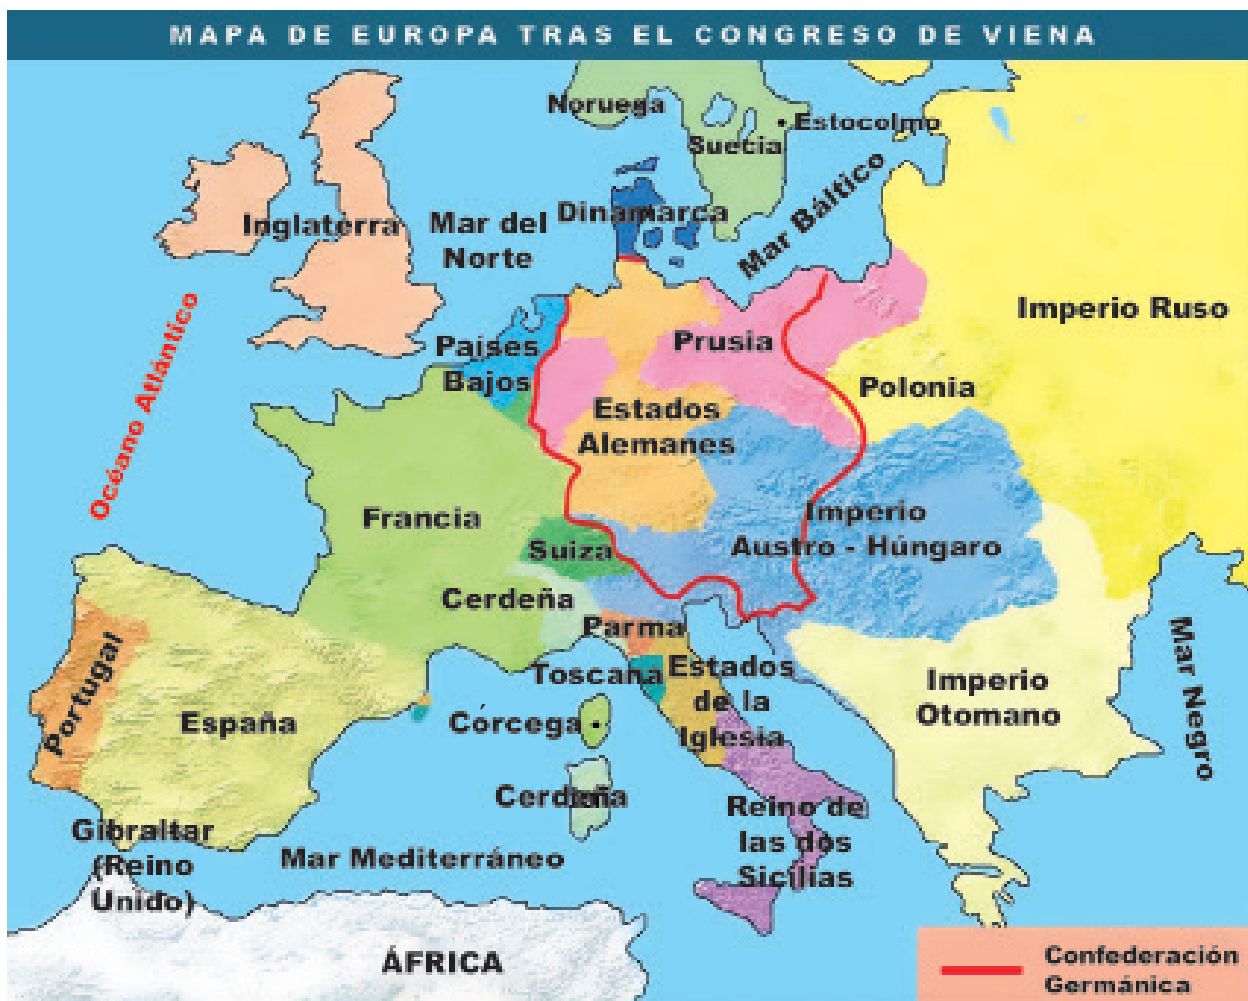 MAPA DE EUROPA TRAS EL CONGRESO DE VIENA
Noruega
Estocolmo
Suecia
Mar Báltico
Dinamarca
Inglaterra
Mar del
Norte
Océano Atlántico
Imperio Ruso
Países
Bajos
Prusia
Polonia
Estados
Alemanes
Francia
Imperio
Austro - Húngaro
Suiza
Cerdeña
Parma
Mar Negro
Portugal
Toscana
Estados
de la
Iglesia
Imperio
Otomano
España
Córcega
Cerdeña
Reino de
las dos
Sicilias
Gibraltar
(Reino
Unido)
Mar Mediterráneo
ÁFRICA
Confederación
Germánica